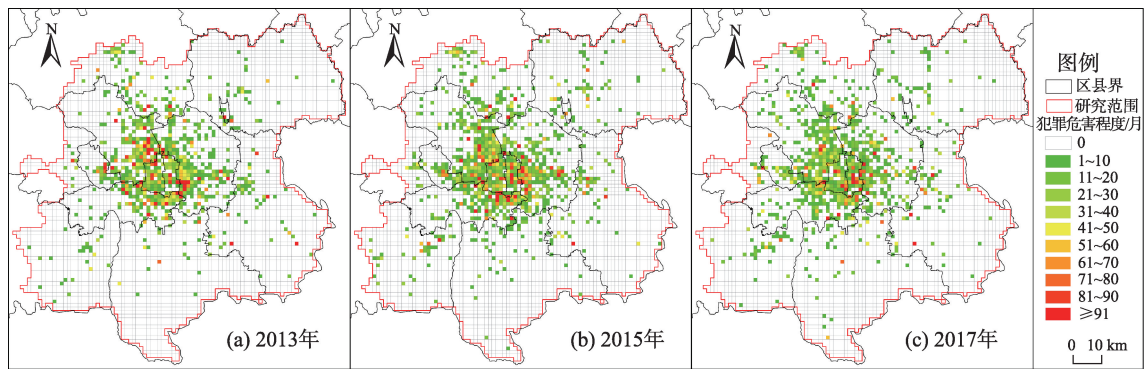 N
(a) 2013年
N
(b) 2015年
N
(c) 2017年
图例
区县界
研究范围
犯罪危害程度/月
0
1~10
11~20
21~30
31~40
41~50
51~60
61~70
71~80
81~90
≥91
0 10 km